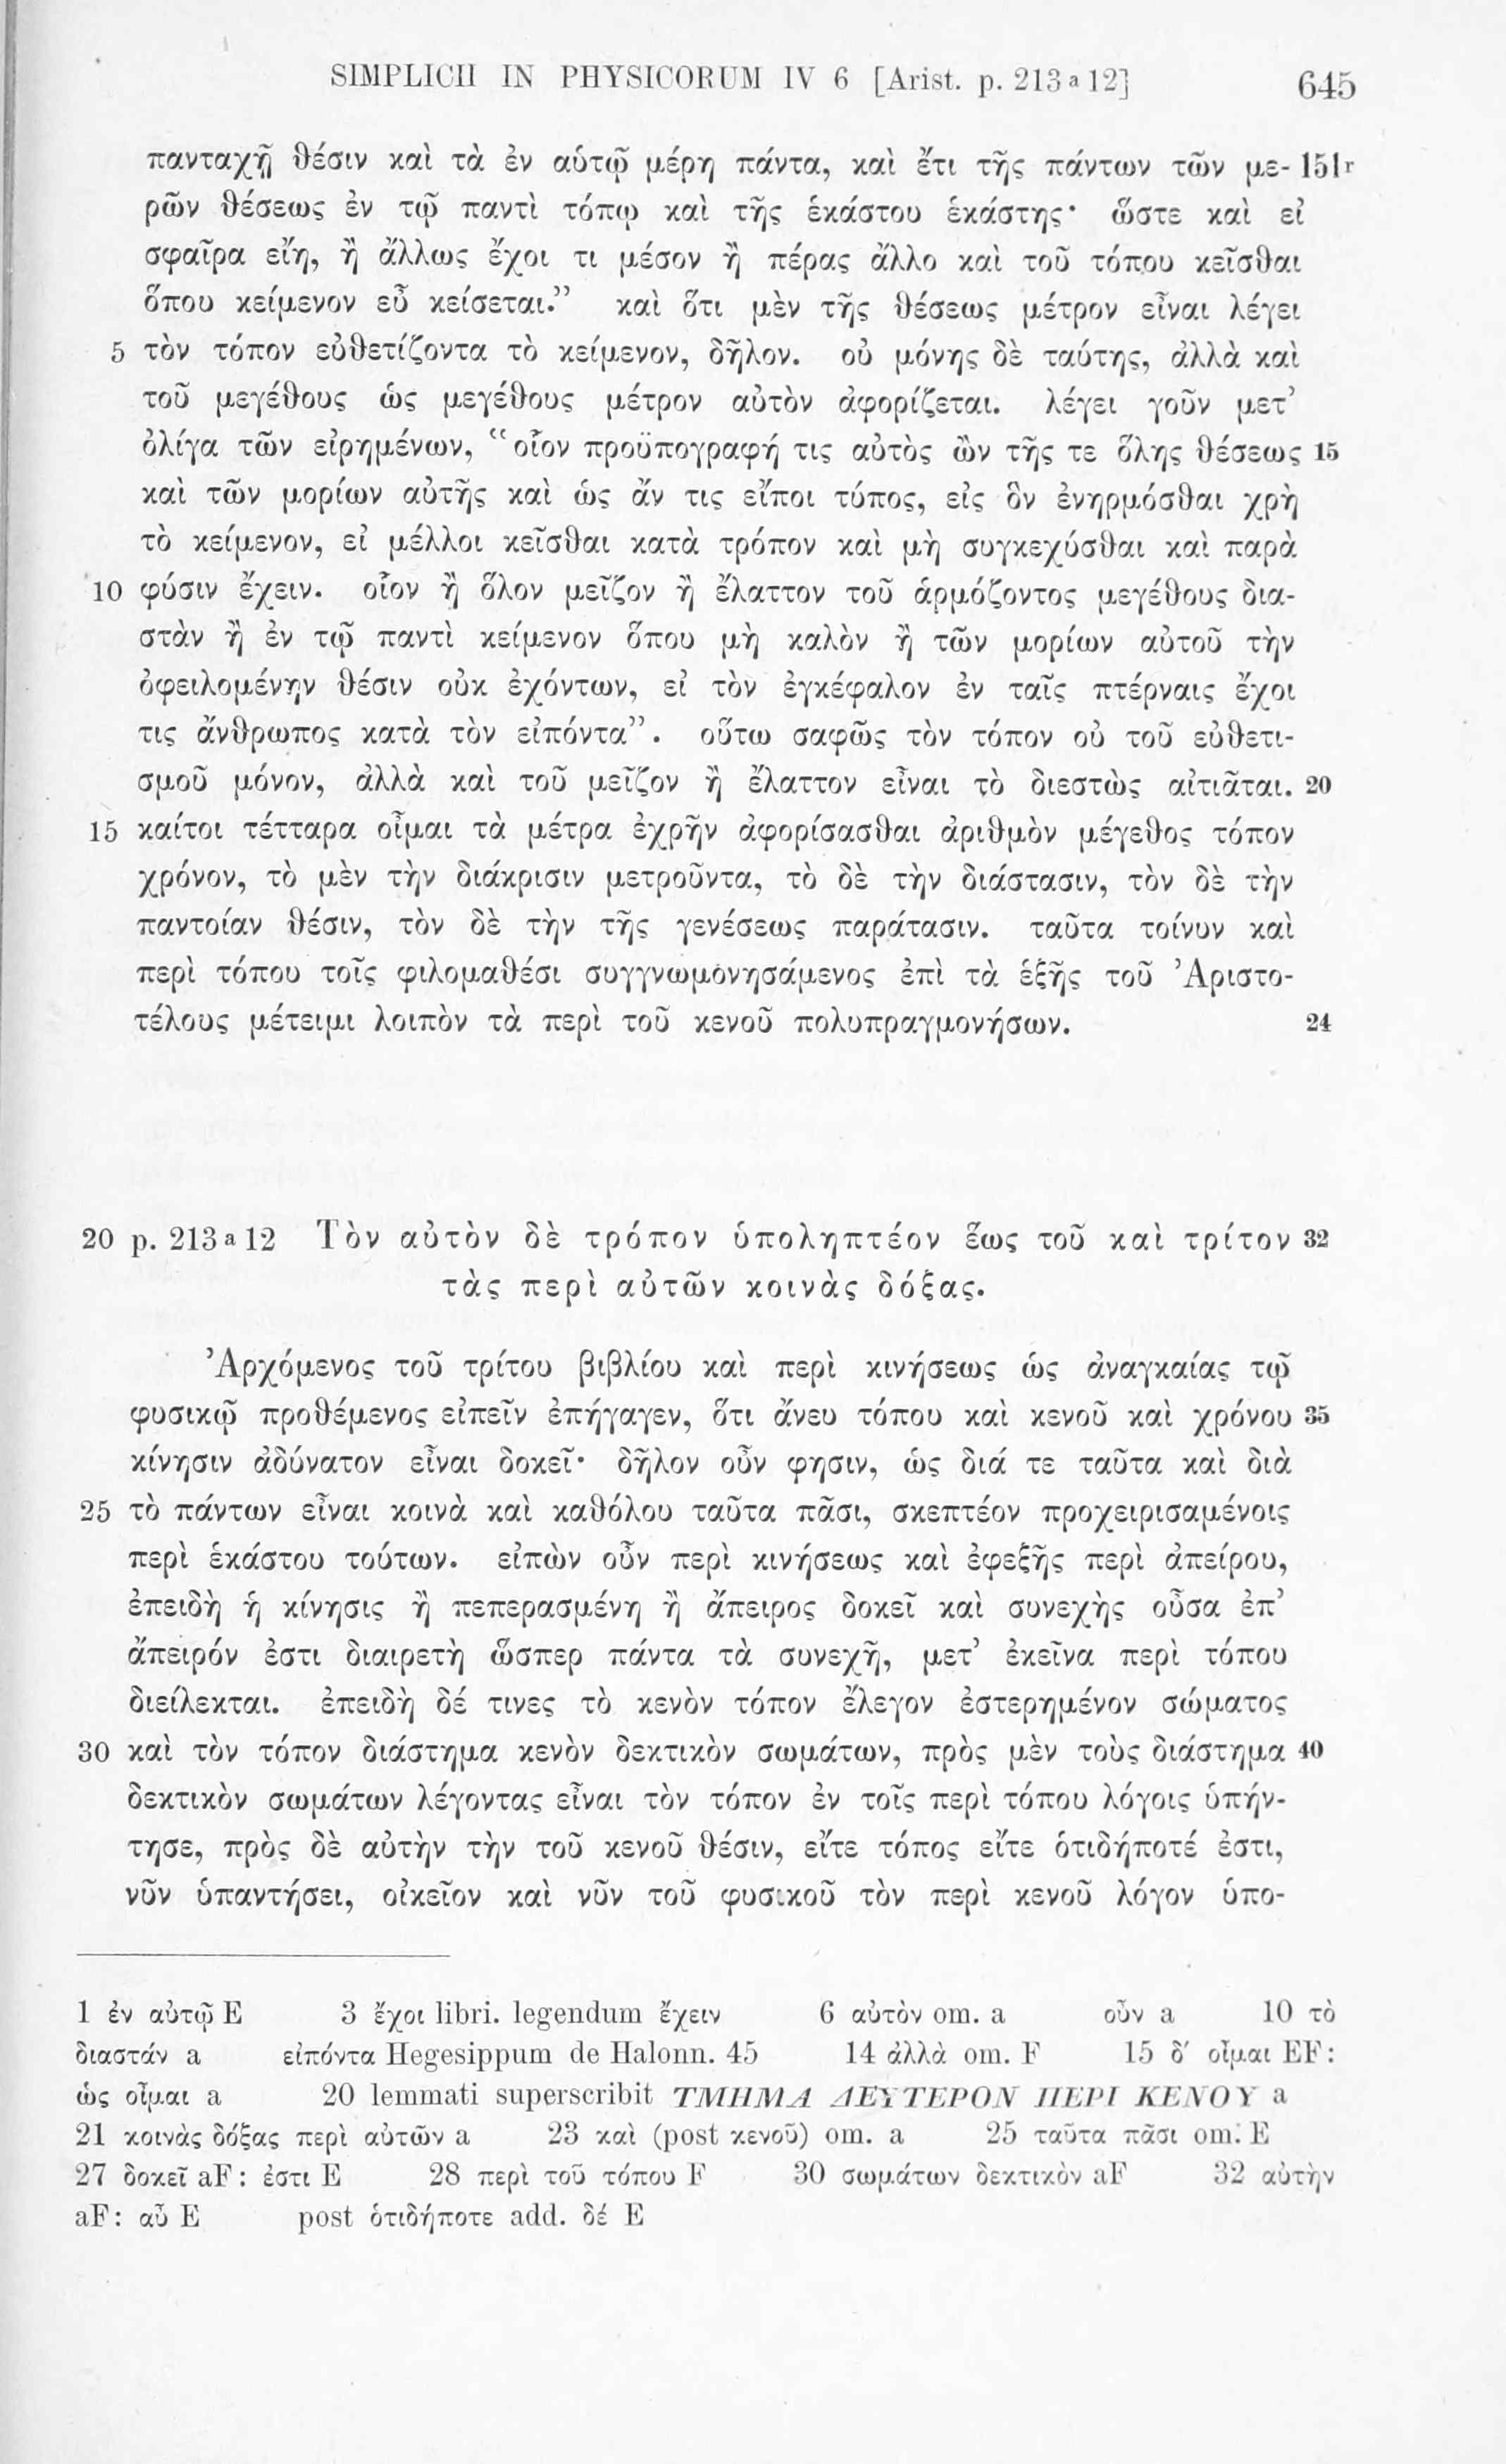 SIMPLICII IN PHYSICORUM IV 6 [Arist. p. 213 a 12] 645
πανταχῇ θέσιν καὶ τὰ ἐν αὑτῷ μέρη πάντα, καὶ ἔτι τῆς πάντων τῶν με- 151r
ρῶν θέσεως ἐν τῷ παντὶ τόπῳ καὶ τῆς ἑκάστου ἑκάστης· ὥστε καὶ εἰ
σφαῖρα εἴη, ἢ ἄλλως ἔχοι τι μέσον ἢ πέρας ἄλλο καὶ τοῦ τόπου κεῖσθαι
ὅπου κείμενον εὖ κείσεται.” καὶ ὅτι μὲν τῆς θέσεως μέτρον εἶναι λέγει
5 τὸν τόπον εὐθετίζοντα τὸ κείμενον, δῆλον. οὐ μόνης δὲ ταύτης, ἀλλὰ καὶ
τοῦ μεγέθους ὡς μεγέθους μέτρον αὐτὸν ἀφορίζεται. λέγει γοῦν μετ’
ὀλίγα τῶν εἰρημένων, “οἷον προϋπογραφή τις αὐτὸς ὢν τῆς τε ὅλης θέσεως 15
καὶ τῶν μορίων αὐτῆς καὶ ὡς ἄν τις εἴποι τύπος, εἰς ὃν ἐνηρμόσθαι χρὴ
τὸ κείμενον, εἰ μέλλοι κεῖσθαι κατὰ τρόπον καὶ μὴ συγκεχύσθαι καὶ παρὰ
10 φύσιν ἔχειν. οἷον ἢ ὅλον μεῖζον ἢ ἔλαττον τοῦ ἁρμόζοντος μεγέθους δια-
στὰν ἢ ἐν τῷ παντὶ κείμενον ὅπου μὴ καλὸν ἢ τῶν μορίων αὐτοῦ τὴν
ὀφειλομένην θέσιν οὐκ ἐχόντων, εἰ τὸν ἐγκέφαλον ἐν ταῖς πτέρναις ἔχοι
τις ἄνθρωπος κατὰ τὸν εἰπόντα”. οὕτω σαφῶς τὸν τόπον οὐ τοῦ εὐθετι-
σμοῦ μόνον, ἀλλὰ καὶ τοῦ μεῖζον ἢ ἔλαττον εἶναι τὸ διεστὼς αἰτιᾶται. 20
15 καίτοι τέτταρα οἶμαι τὰ μέτρα ἐχρῆν ἀφορίσασθαι ἀριθμὸν μέγεθος τόπον
χρόνον, τὸ μὲν τὴν διάκρισιν μετροῦντα, τὸ δὲ τὴν διάστασιν, τὸν δὲ τὴν
παντοίαν θέσιν, τὸν δὲ τὴν τῆς γενέσεως παράτασιν. ταῦτα τοίνυν καὶ
περὶ τόπου τοῖς φιλομαθέσι συγγνωμονησάμενος ἐπὶ τὰ ἑξῆς τοῦ Ἀριστο-
τέλους μέτειμι λοιπὸν τὰ περὶ τοῦ κενοῦ πολυπραγμονήσων. 24
20 p. 213 a 12 Τὸν αὐτὸν δὲ τρόπον ὑποληπτέον ἕως τοῦ καὶ τρίτον 32
τὰς περὶ αὐτῶν κοινὰς δόξας.
Ἀρχόμενος τοῦ τρίτου βιβλίου καὶ περὶ κινήσεως ὡς ἀναγκαίας τῷ
φυσικῷ προθέμενος εἰπεῖν ἐπήγαγεν, ὅτι ἄνευ τόπου καὶ κενοῦ καὶ χρόνου 35
κίνησιν ἀδύνατον εἶναι δοκεῖ· δῆλον οὖν φησιν, ὡς διά τε ταῦτα καὶ διὰ
25 τὸ πάντων εἶναι κοινὰ καὶ καθόλου ταῦτα πᾶσι, σκεπτέον προχειρισαμένοις
περὶ ἑκάστου τούτων. εἰπὼν οὖν περὶ κινήσεως καὶ ἐφεξῆς περὶ ἀπείρου,
ἐπειδὴ ἡ κίνησις ἢ πεπερασμένη ἢ ἄπειρος δοκεῖ καὶ συνεχὴς οὖσα ἐπ’
ἄπειρόν ἐστι διαιρετὴ ὥσπερ πάντα τὰ συνεχῆ, μετ’ ἐκεῖνα περὶ τόπου
διείλεκται. ἐπειδὴ δέ τινες τὸ κενὸν τόπον ἔλεγον ἐστερημένον σώματος
30 καὶ τὸν τόπον διάστημα κενὸν δεκτικὸν σωμάτων, πρὸς μὲν τοὺς διάστημα 40
δεκτικὸν σωμάτων λέγοντας εἶναι τὸν τόπον ἐν τοῖς περὶ τόπου λόγοις ὑπήν-
τησε, πρὸς δὲ αὐτὴν τὴν τοῦ κενοῦ θέσιν, εἴτε τόπος εἴτε ὁτιδήποτέ ἐστι,
νῦν ὑπαντήσει, οἰκεῖον καὶ νῦν τοῦ φυσικοῦ τὸν περὶ κενοῦ λόγον ὑπο-
1 ἐν αὐτῷ E 3 ἔχοι libri. legendum ἔχειν 6 αὐτὸν om. a οὖν a 10 τὸ
διαστάν a εἰπόντα Hegesippum de Halonn. 45 14 ἀλλὰ om. F 15 δ’ οἶμαι EF:
ὡς οἶμαι a 20 lemmati superscribit ΤΜΗΜΑ ΔΕΥΤΕΡΟΝ ΠΕΡΙ ΚΕΝΟΥ a
21 κοινὰς δόξας περὶ αὐτῶν a 23 καὶ (post κενοῦ) om. a 25 ταῦτα πᾶσι om. E
27 δοκεῖ aF: ἐστι E 28 περὶ τοῦ τόπου F 30 σωμάτων δεκτικὸν aF 32 αὐτὴν
aF: αὖ E post ὁτιδήποτε add. δέ E